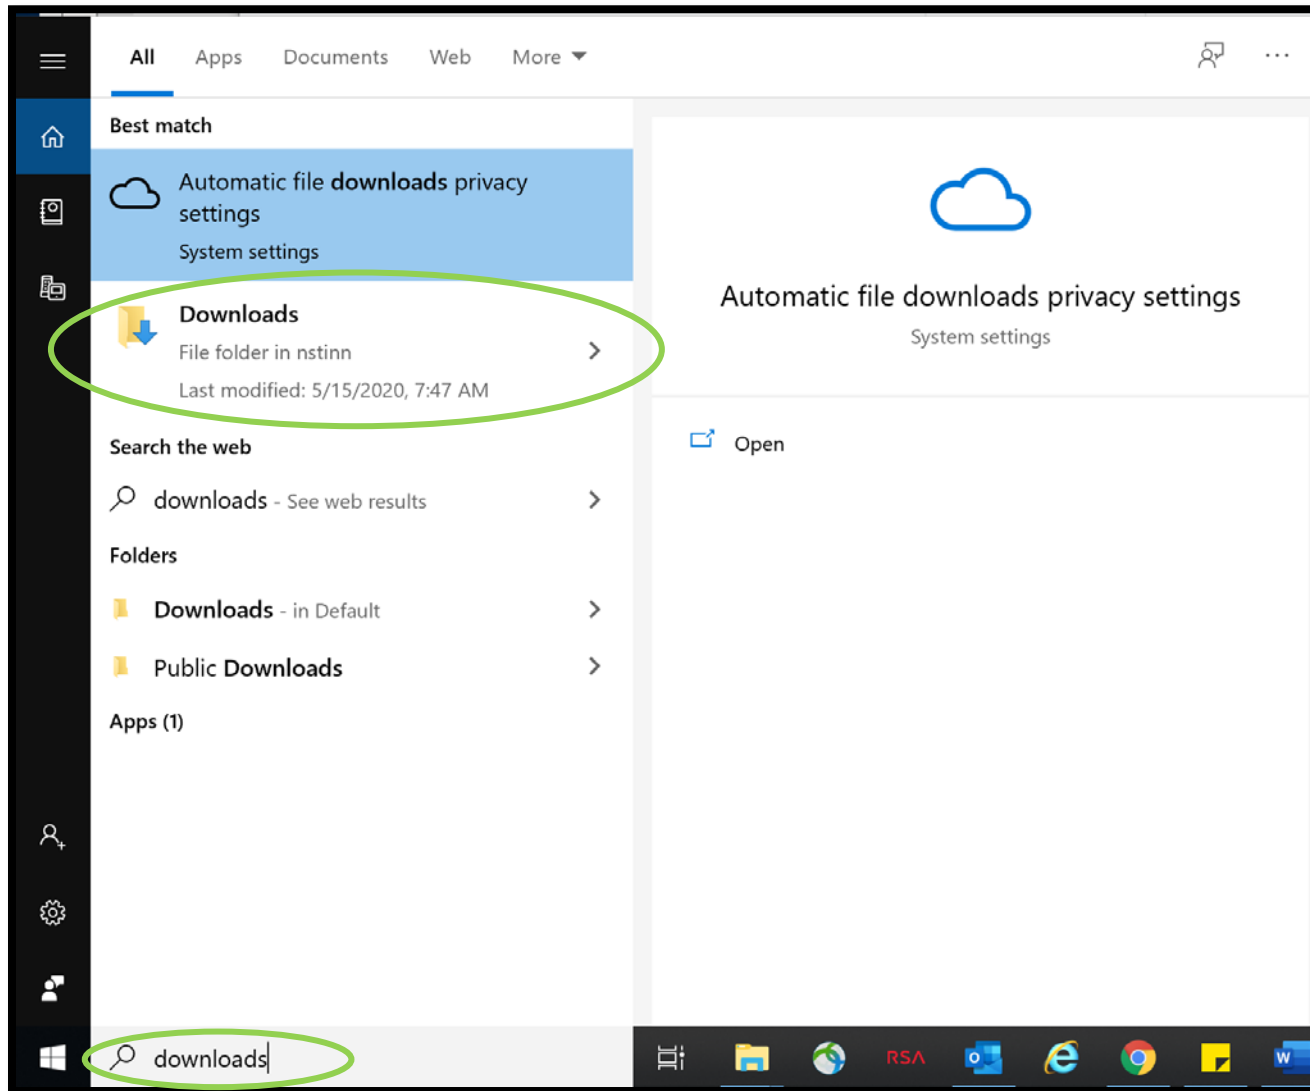 All Apps Documents Web More
Best match
Automatic file downloads privacy
settings
System settings
Downloads
File folder in nstinn
Last modified: 5/15/2020, 7:47 AM
Search the web
downloads - See web results
Folders
Downloads - in Default
Public Downloads
Apps (1)
Automatic file downloads privacy settings
System settings
Open
downloads
RSA